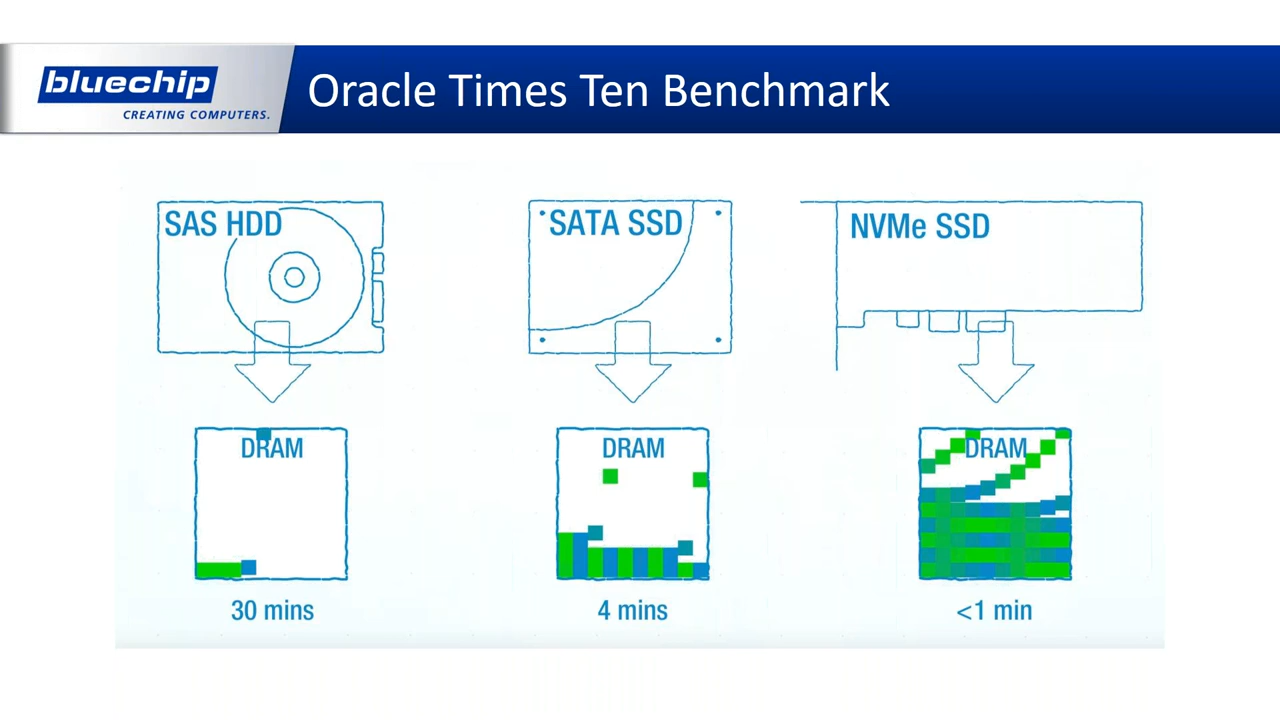 bluechip
CREATING COMPUTERS.
Oracle Times Ten Benchmark
SAS HDD
SATA SSD
NVMe SSD
DRAM
DRAM
DRAM
30 mins
4 mins
<1 min